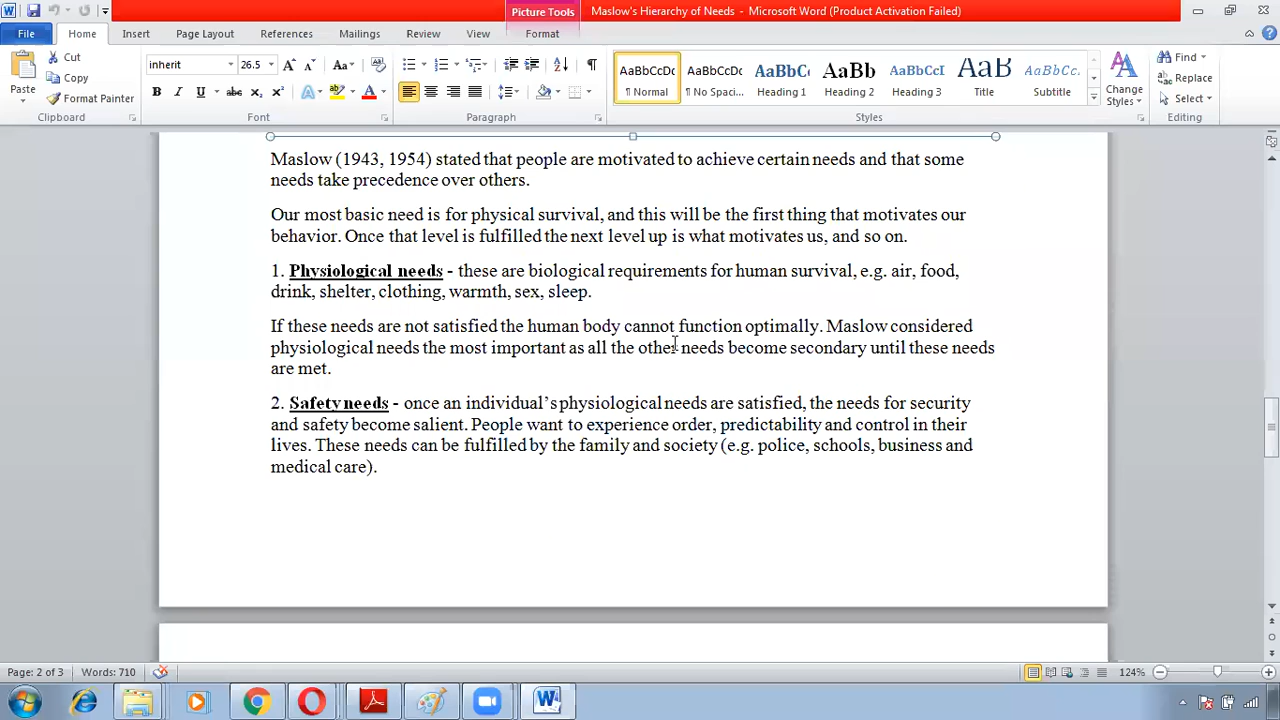 Picture Tools
Maslow's Hierarchy of Needs - Microsoft Word (Product Activation Failed)
File Home Insert Page Layout References Mailings Review View Format
Paste
Cut
Copy
Format Painter
Clipboard
inherit 26.5
Font
Paragraph
AaBbCcDc AaBbCcDc AaBbC AaBb AaBbCcI AaB AaBbCc.
¶ Normal ¶ No Spaci... Heading 1 Heading 2 Heading 3 Title Subtitle
Change Styles
Styles
Find
Replace
Select
Editing
Maslow (1943, 1954) stated that people are motivated to achieve certain needs and that some
needs take precedence over others.
Our most basic need is for physical survival, and this will be the first thing that motivates our
behavior. Once that level is fulfilled the next level up is what motivates us, and so on.
1. Physiological needs - these are biological requirements for human survival, e.g. air, food,
drink, shelter, clothing, warmth, sex, sleep.
If these needs are not satisfied the human body cannot function optimally. Maslow considered
physiological needs the most important as all the other needs become secondary until these needs
are met.
2. Safety needs - once an individual's physiological needs are satisfied, the needs for security
and safety become salient. People want to experience order, predictability and control in their
lives. These needs can be fulfilled by the family and society (e.g. police, schools, business and
medical care).
Page: 2 of 3 Words: 710 124%